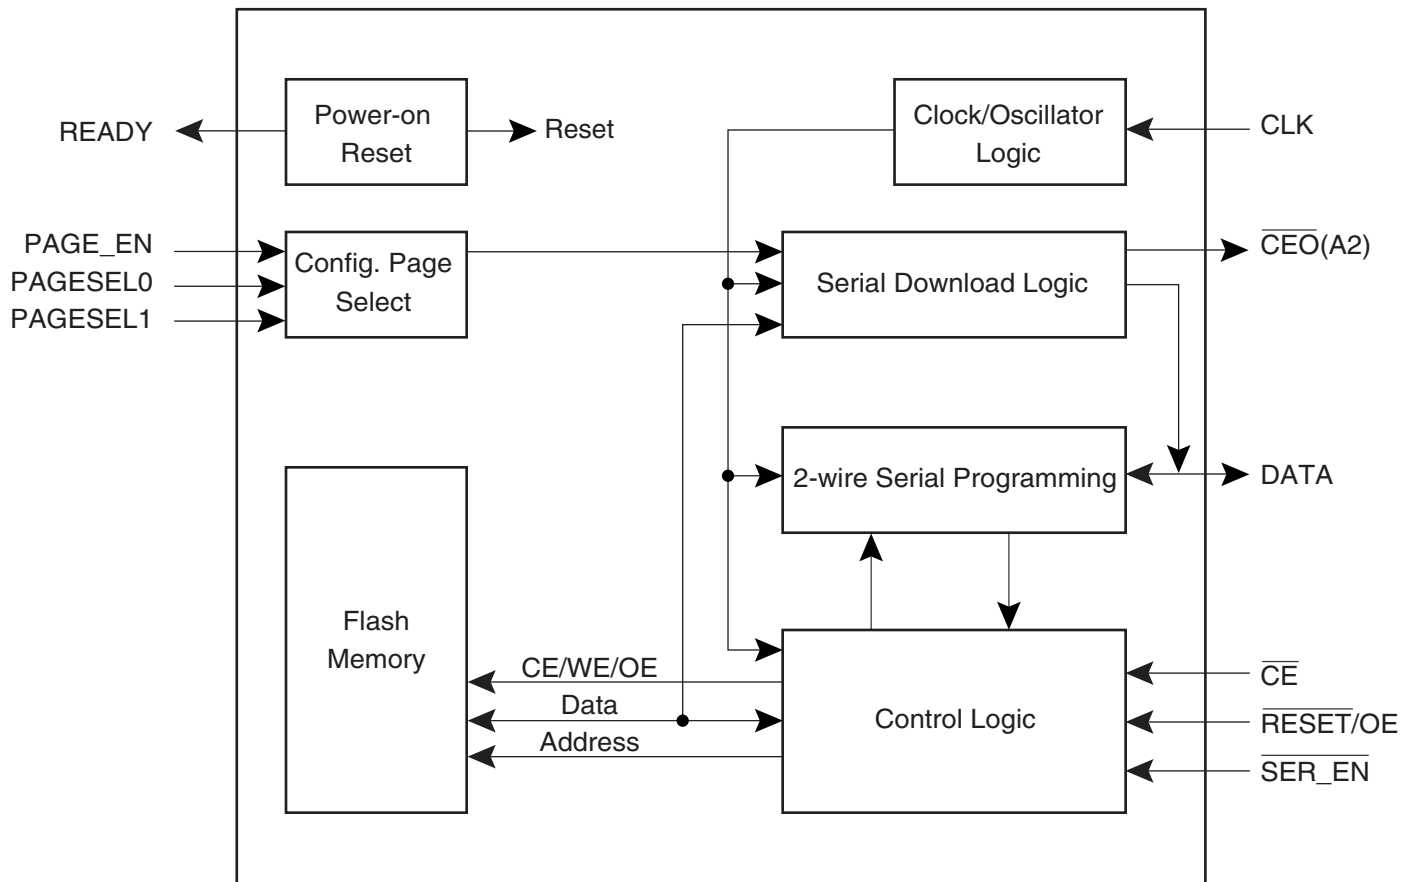 READY
Power-on
Reset
Reset
Clock/Oscillator
Logic
CLK
PAGE_EN
PAGESEL0
PAGESEL1
Config. Page
Select
Serial Download Logic
CEO(A2)
2-wire Serial Programming
DATA
Flash
Memory
CE/WE/OE
Data
Address
Control Logic
CE
RESET/OE
SER_EN